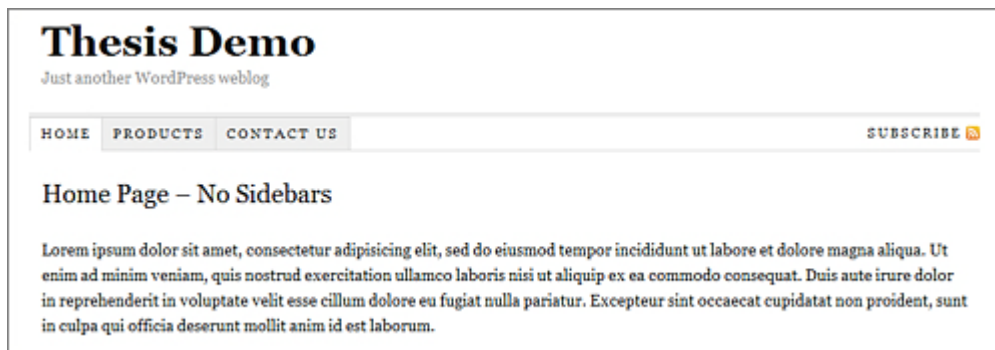 Thesis Demo
Just another WordPress weblog
HOME PRODUCTS CONTACT US SUBSCRIBE
Home Page – No Sidebars
Lorem ipsum dolor sit amet, consectetur adipisicing elit, sed do eiusmod tempor incididunt ut labore et dolore magna aliqua. Ut
enim ad minim veniam, quis nostrud exercitation ullamco laboris nisi ut aliquip ex ea commodo consequat. Duis aute irure dolor
in reprehenderit in voluptate velit esse cillum dolore eu fugiat nulla pariatur. Excepteur sint occaecat cupidatat non proident, sunt
in culpa qui officia deserunt mollit anim id est laborum.